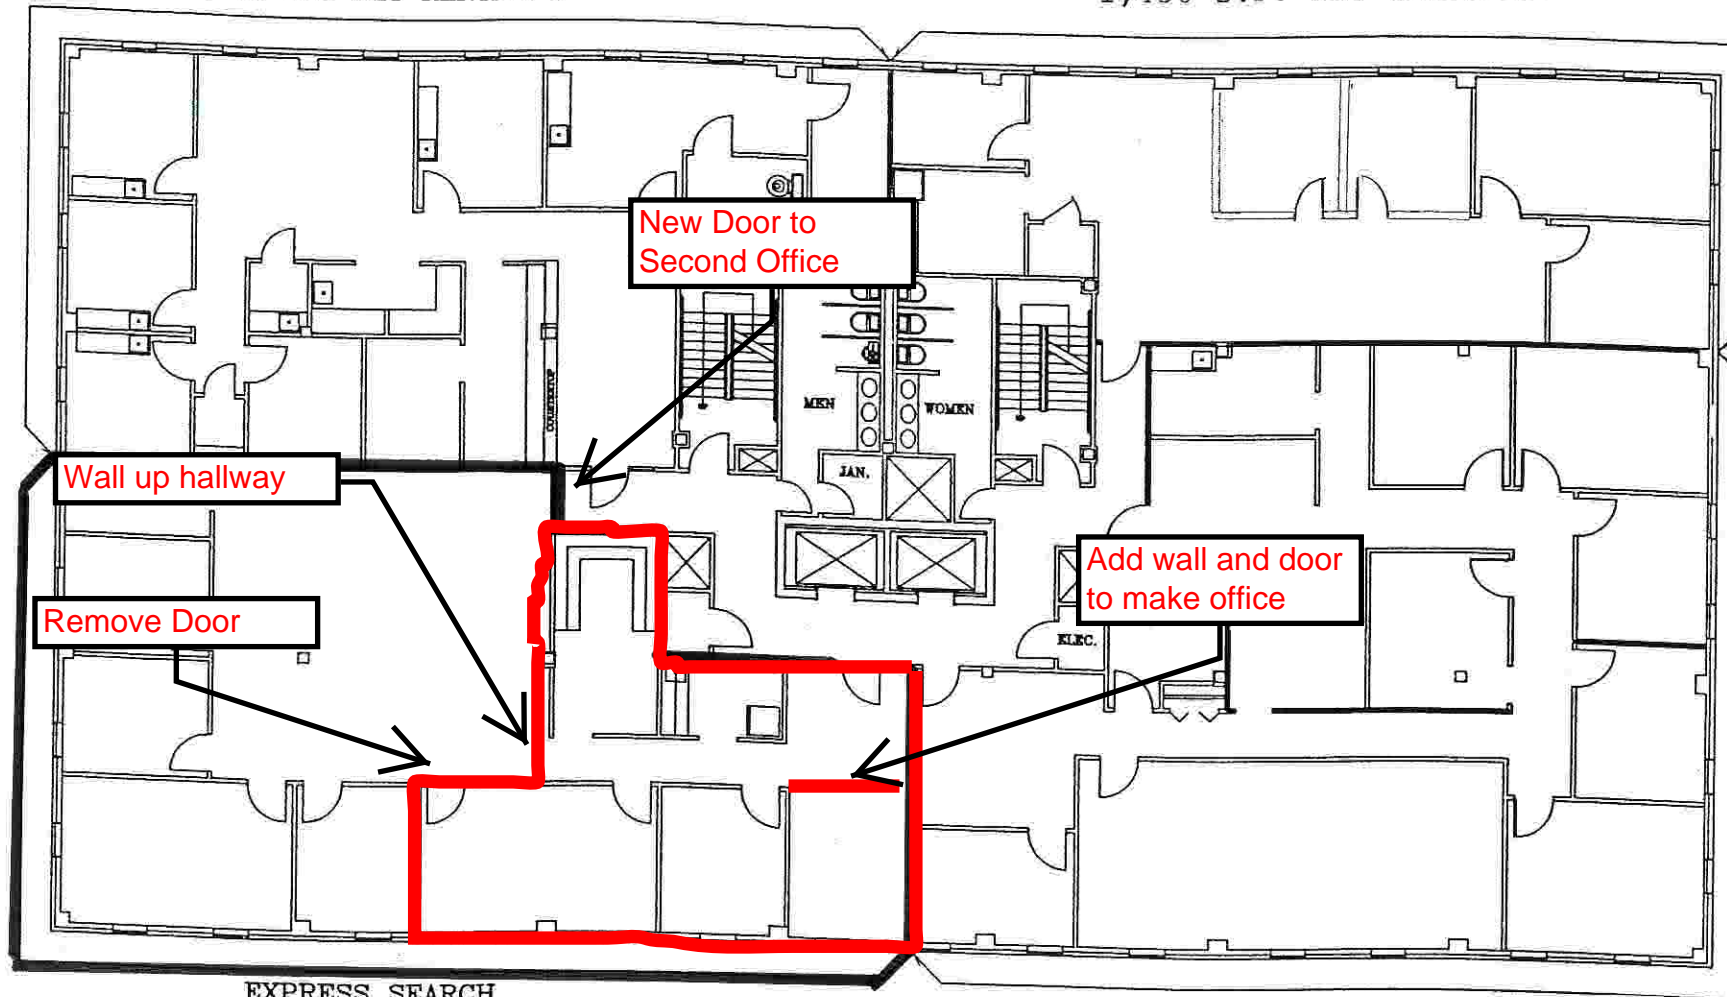 New Door to
Second Office
COUNTERTOP
MEN
WOMEN
JAN.
Wall up hallway
Add wall and door
to make office
Remove Door
ELEC.
EXPRESS SEARCH